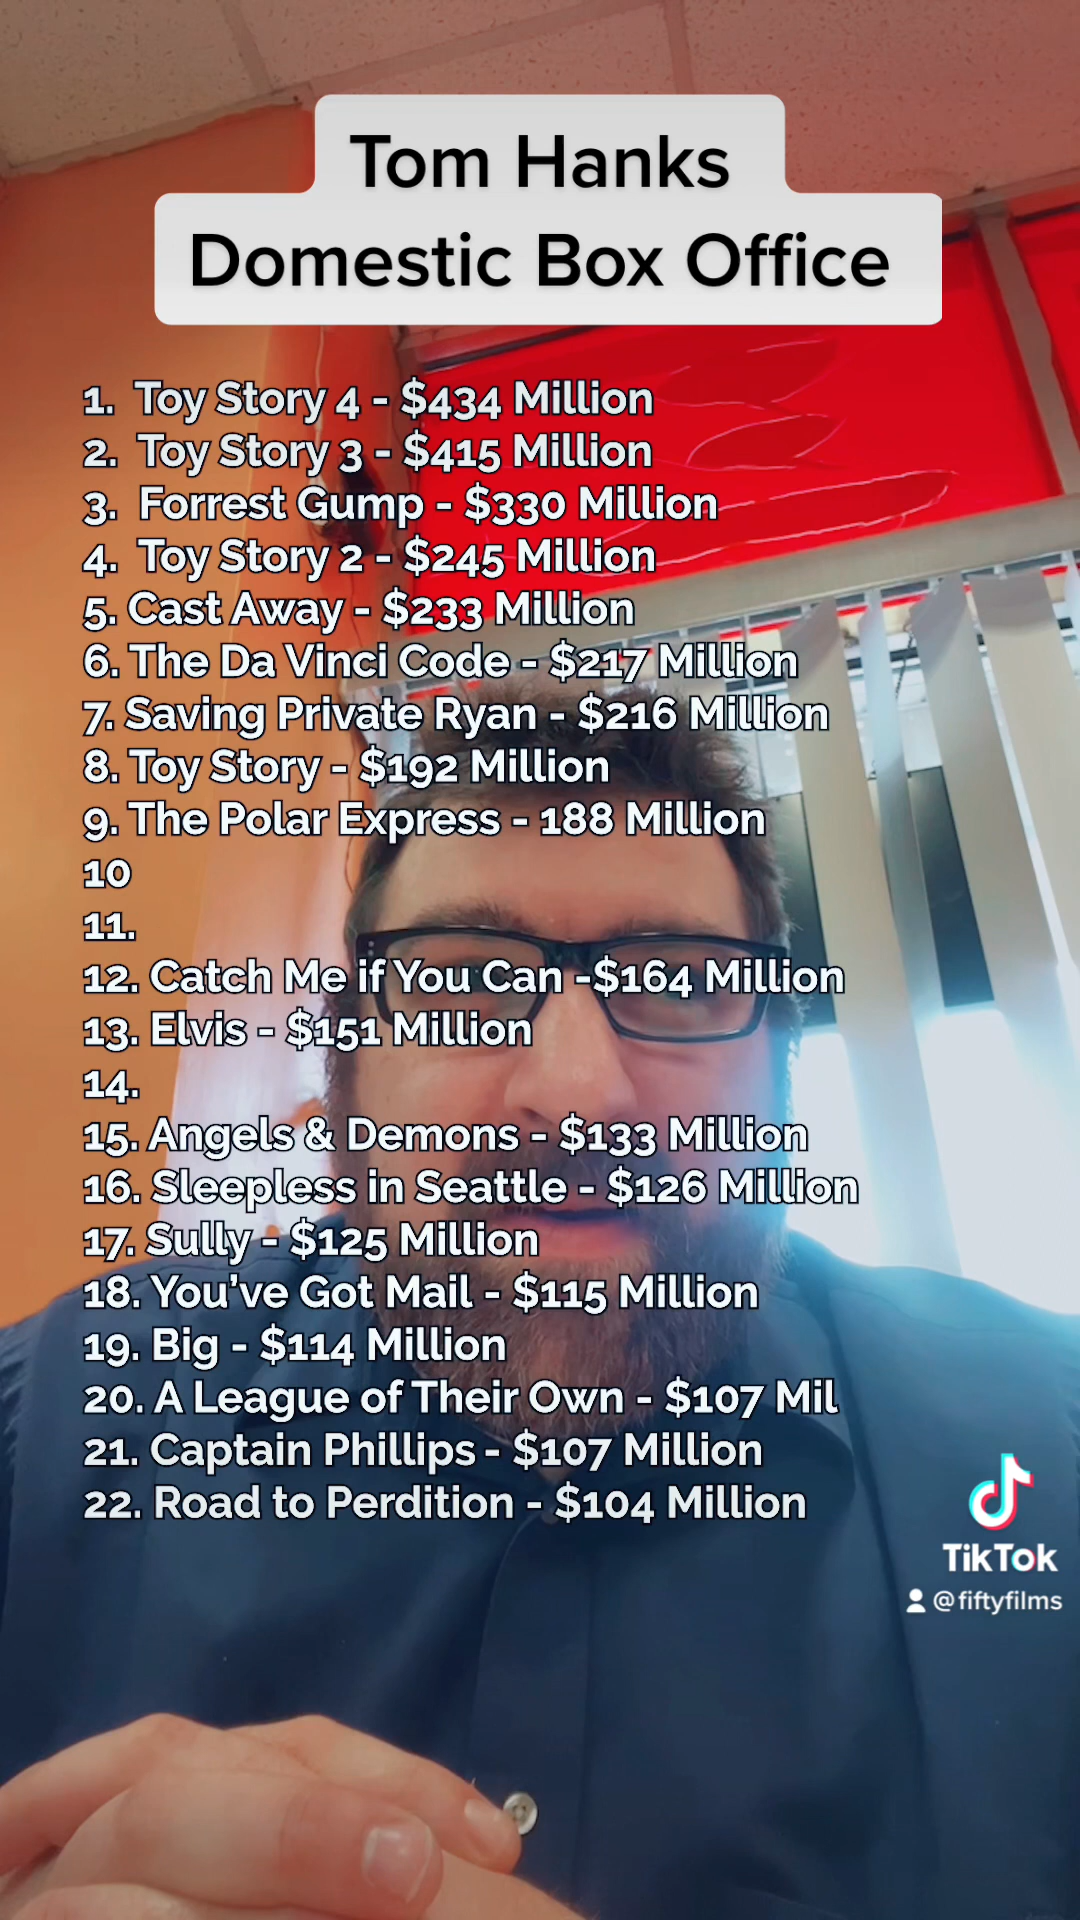 Tom Hanks
Domestic Box Office
1. Toy Story 4 - $434 Million
2. Toy Story 3 - $415 Million
3. Forrest Gump - $330 Million
4. Toy Story 2 - $245 Million
5. Cast Away - $233 Million
6. The Da Vinci Code - $217 Million
7. Saving Private Ryan - $216 Million
8. Toy Story - $192 Million
9. The Polar Express - 188 Million
10
11.
12. Catch Me if You Can -$164 Million
13. Elvis - $151 Million
14.
15. Angels & Demons - $133 Million
16. Sleepless in Seattle - $126 Million
17. Sully - $125 Million
18. You've Got Mail - $115 Million
19. Big - $114 Million
20. A League of Their Own - $107 Mil
21. Captain Phillips - $107 Million
22. Road to Perdition - $104 Million
TikTok
@fiftyfilms